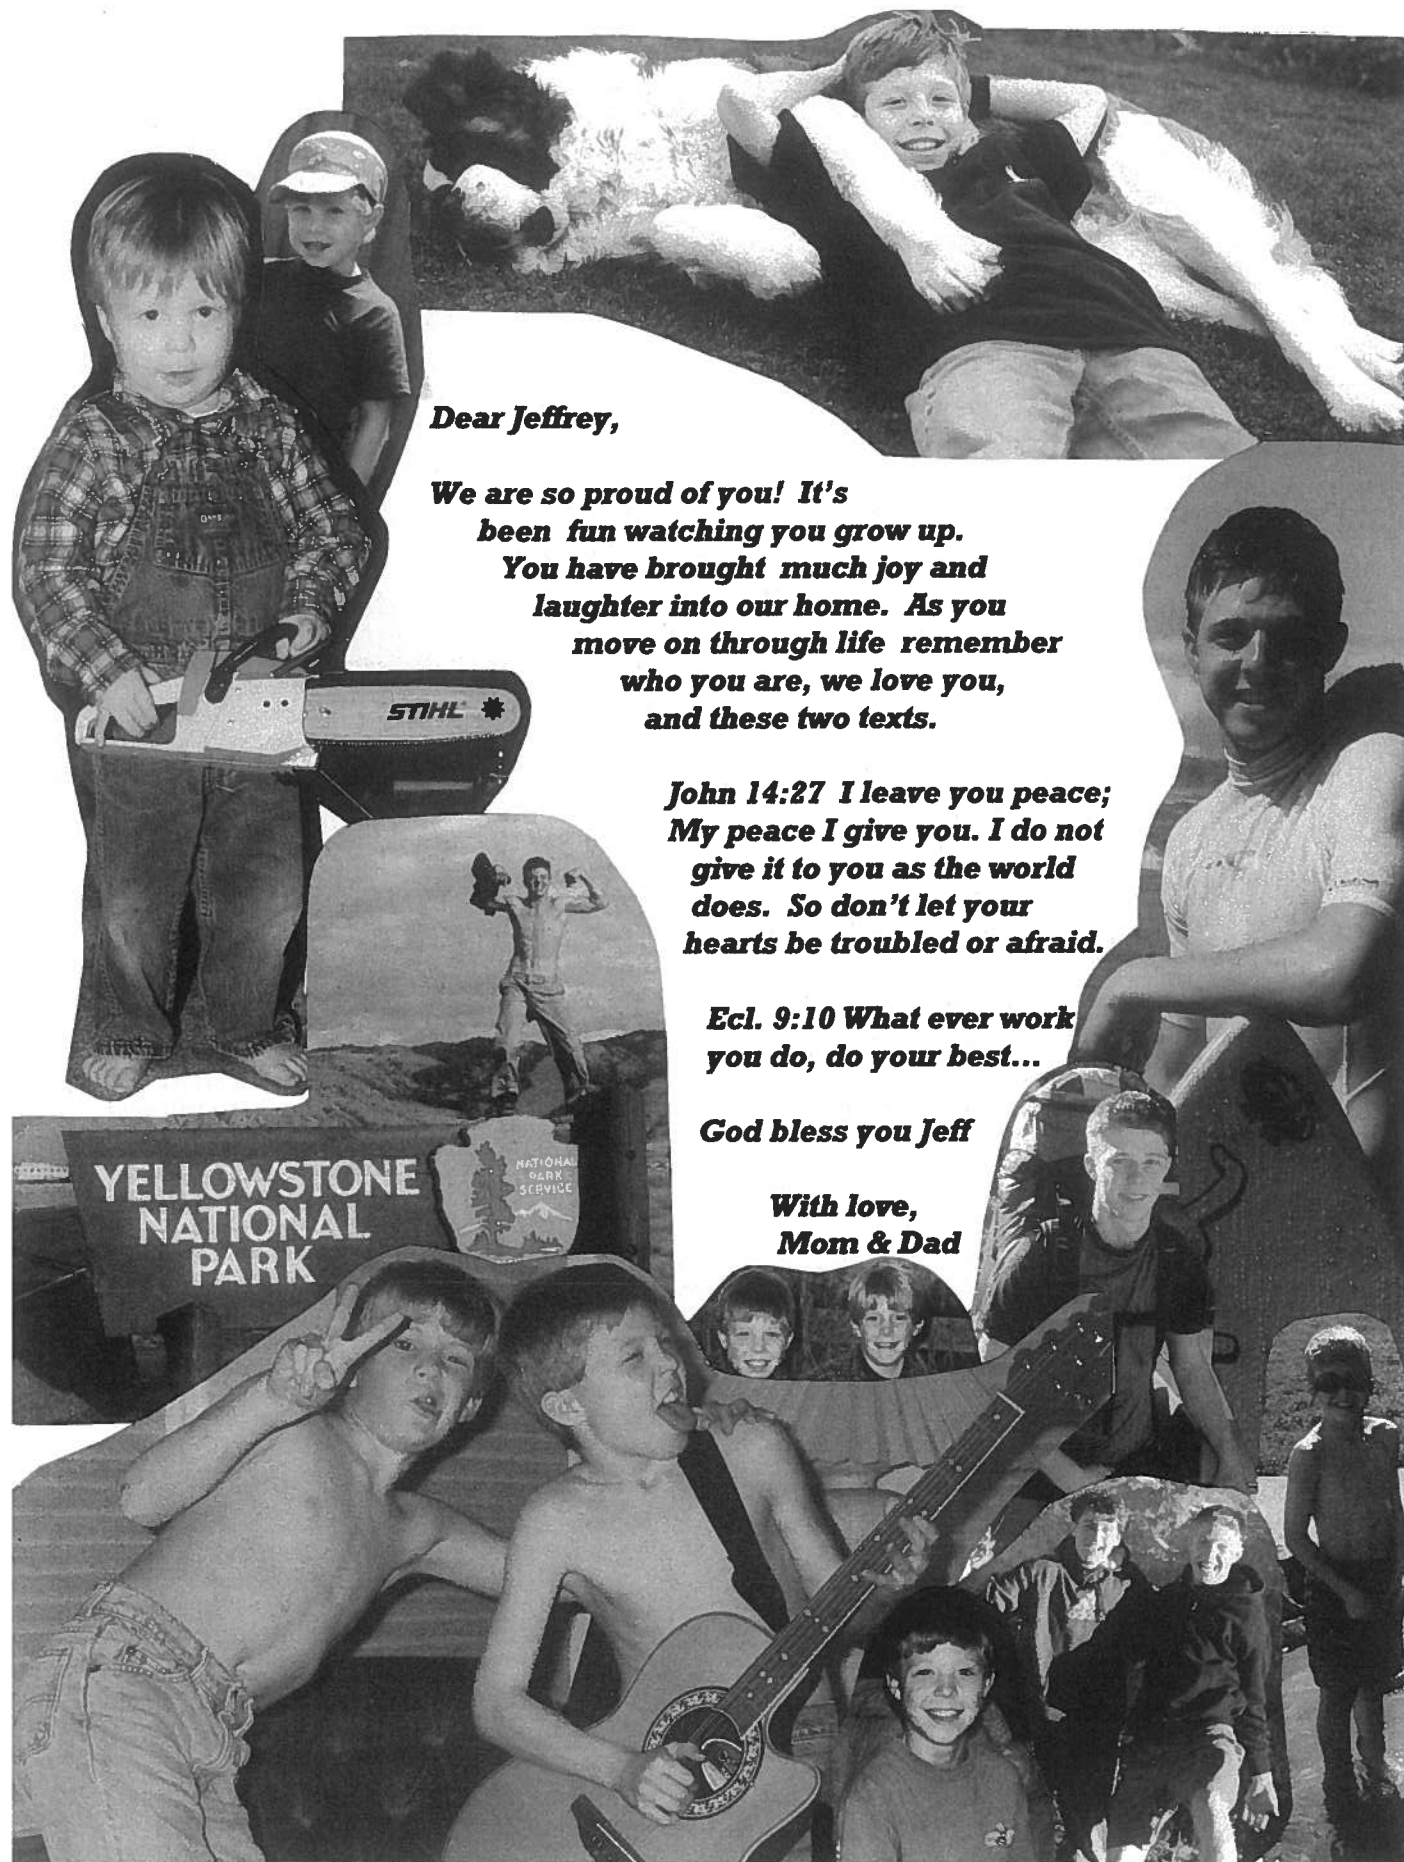 Dear Jeffrey,
We are so proud of you! It's
been fun watching you grow up.
You have brought much joy and
laughter into our home. As you
move on through life remember
who you are, we love you,
and these two texts.
John 14:27 I leave you peace;
My peace I give you. I do not
give it to you as the world
does. So don't let your
hearts be troubled or afraid.
Ecl. 9:10 What ever work
you do, do your best...
God bless you Jeff
With love,
Mom & Dad
STIHL
YELLOWSTONE
NATIONAL
PARK
NATIONAL
PARK
SERVICE